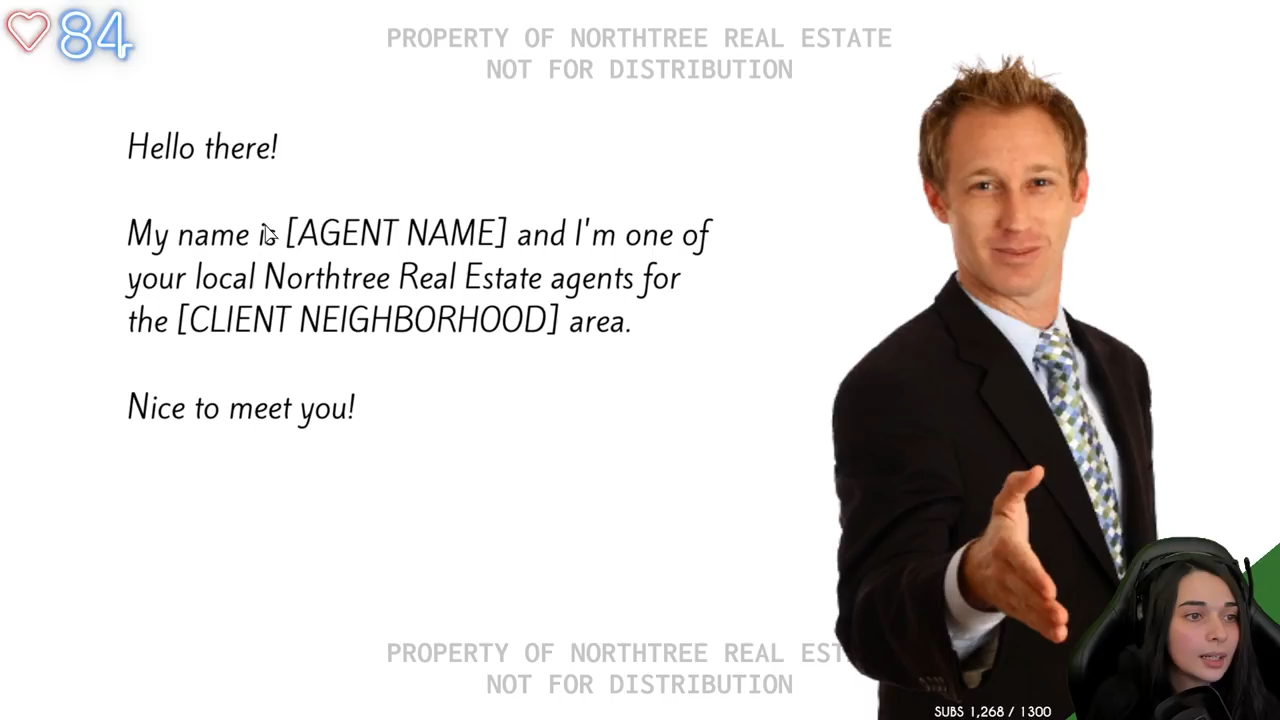 84
PROPERTY OF NORTHTREE REAL ESTATE
NOT FOR DISTRIBUTION
Hello there!
My name is [AGENT NAME] and I'm one of
your local Northtree Real Estate agents for
the [CLIENT NEIGHBORHOOD] area.
Nice to meet you!
PROPERTY OF NORTHTREE REAL EST
NOT FOR DISTRIBUTION
SUBS 1,268 / 1300